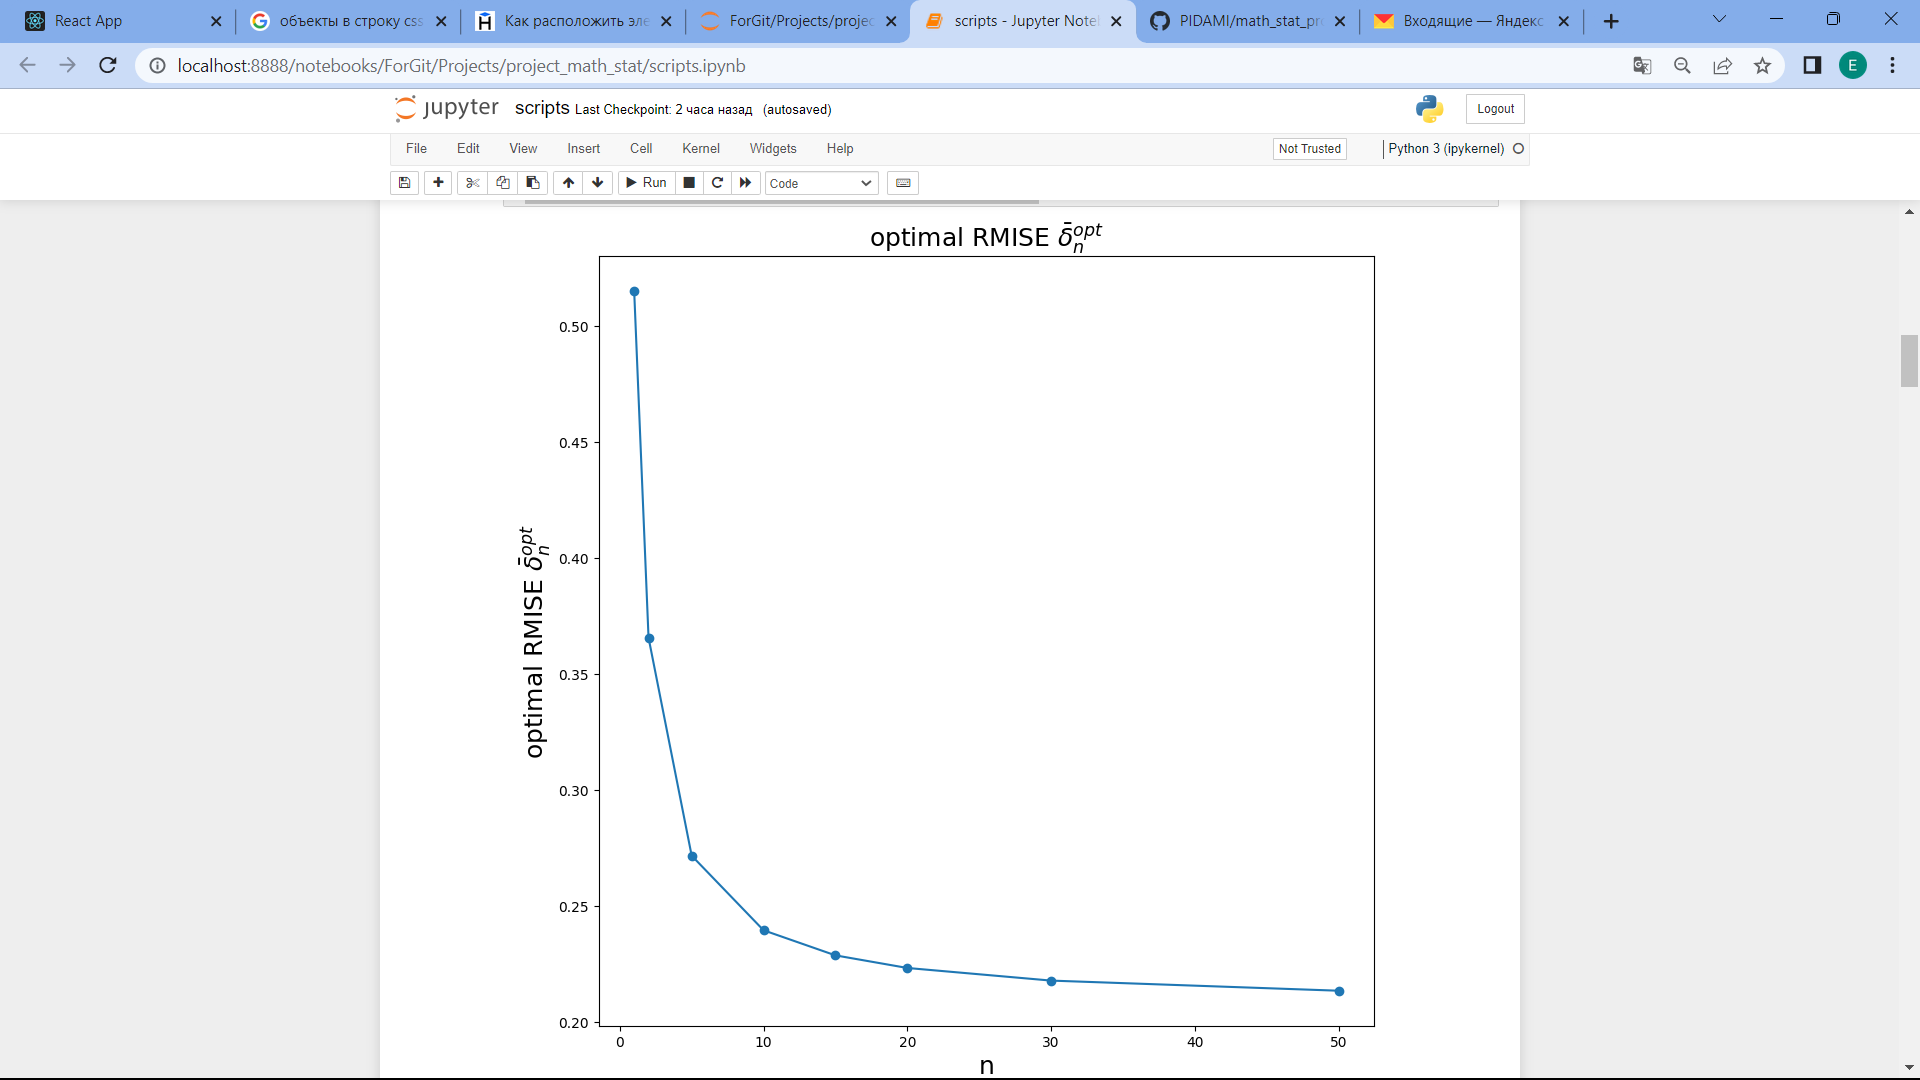 React App
объекты в строку css
Как расположить эле
ForGit/Projects/projec
scripts - Jupyter Note
PIDAMI/math_stat_pr
Входящие — Яндекс
localhost:8888/notebooks/ForGit/Projects/project_math_stat/scripts.ipynb
E
jupyter scripts Last Checkpoint: 2 часа назад (autosaved)
Logout
File Edit View Insert Cell Kernel Widgets Help
Not Trusted
Python 3 (ipykernel)
Run
Code
optimal RMISE δ̄ₙᵒᵖᵗ
optimal RMISE δ̄ₙᵒᵖᵗ
0.50
0.45
0.40
0.35
0.30
0.25
0.20
0 10 20 30 40 50
n